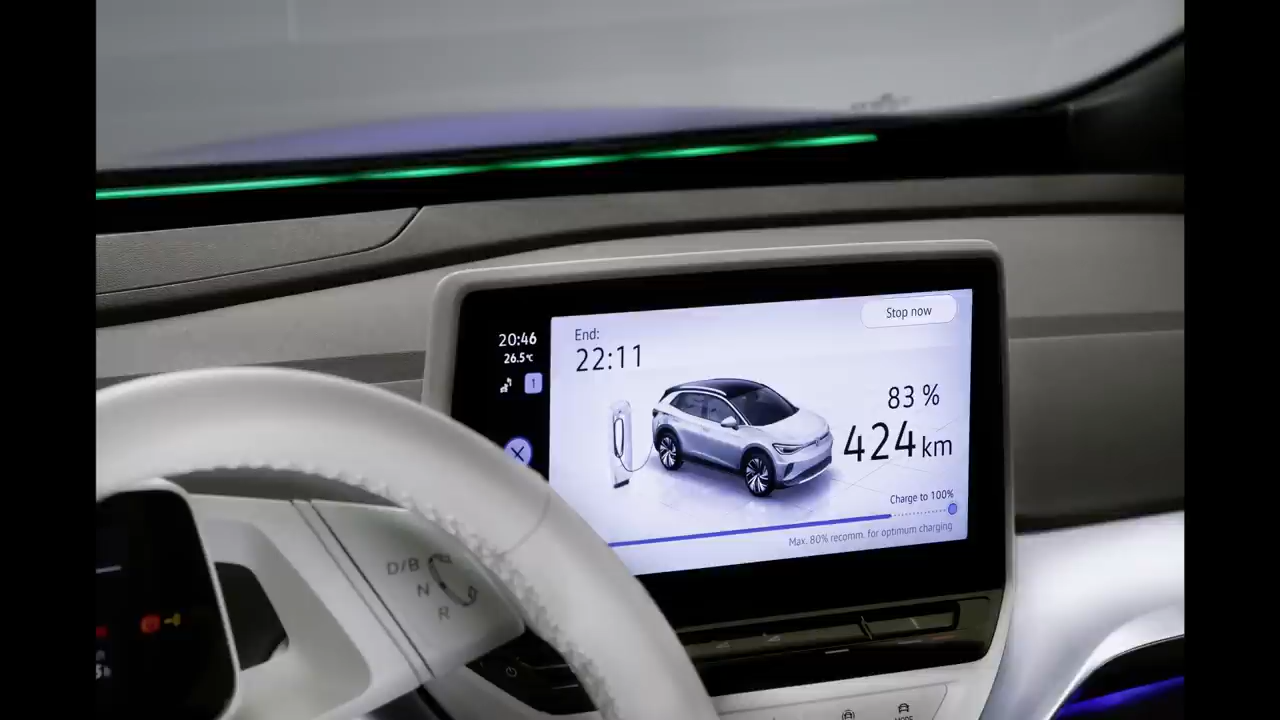 20:46
26.5°C
1
End:
22:11
Stop now
83 %
424 km
Charge to 100%
Max. 80% recomm. for optimum charging
D/B
N
R
MODE